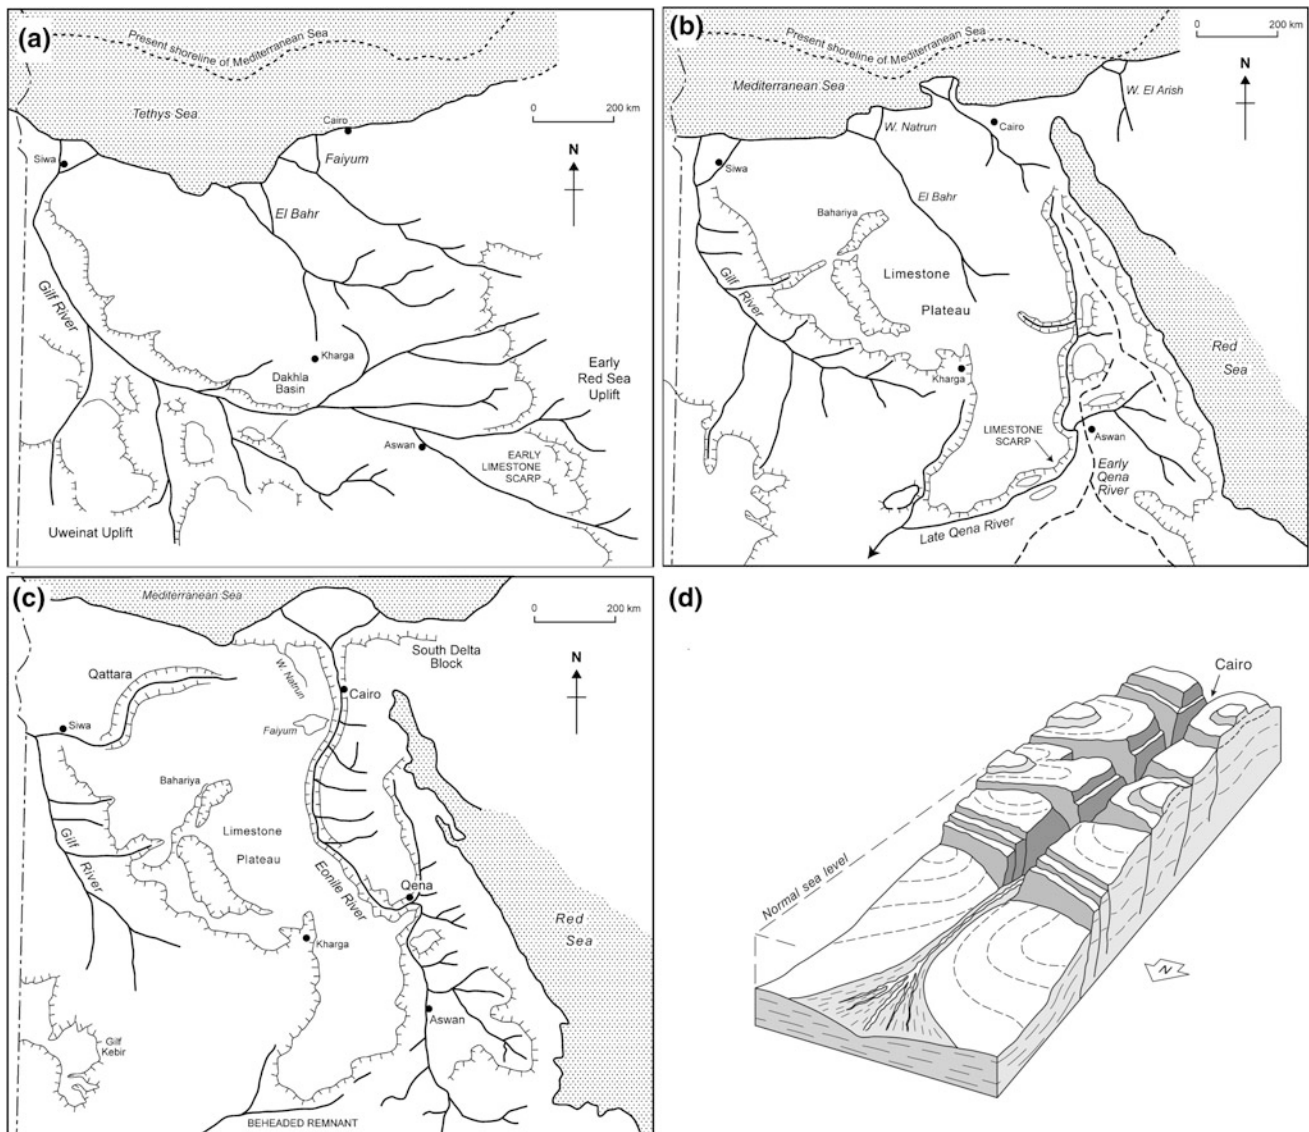 (a)
Present shoreline of Mediterranean Sea
Tethys Sea
0 200 km
Cairo
Siwa
Faiyum
N
El Bahr
Gilf River
Kharga
Dakhla
Basin
Early
Red Sea
Uplift
Aswan
EARLY
LIMESTONE
SCARP
Uweinat Uplift
(b)
0 200 km
Present shoreline of Mediterranean Sea
N
Mediterranean Sea
W. El Arish
W. Natrun
Cairo
Siwa
El Bahr
Bahariya
Limestone
Gilf
River
Plateau
Red
Sea
Kharga
LIMESTONE
SCARP
Aswan
Early
Qena
River
Late Qena River
(c)
Mediterranean Sea
0 200 km
South Delta
Block
N
W. Natrun
Qattara
Cairo
Siwa
Faiyum
Bahariya
Limestone
Gilf
River
Plateau
Eonile River
Qena
Red
Sea
Kharga
Aswan
Gilf
Kebir
BEHEADED REMNANT
(d)
Cairo
Normal sea level
N